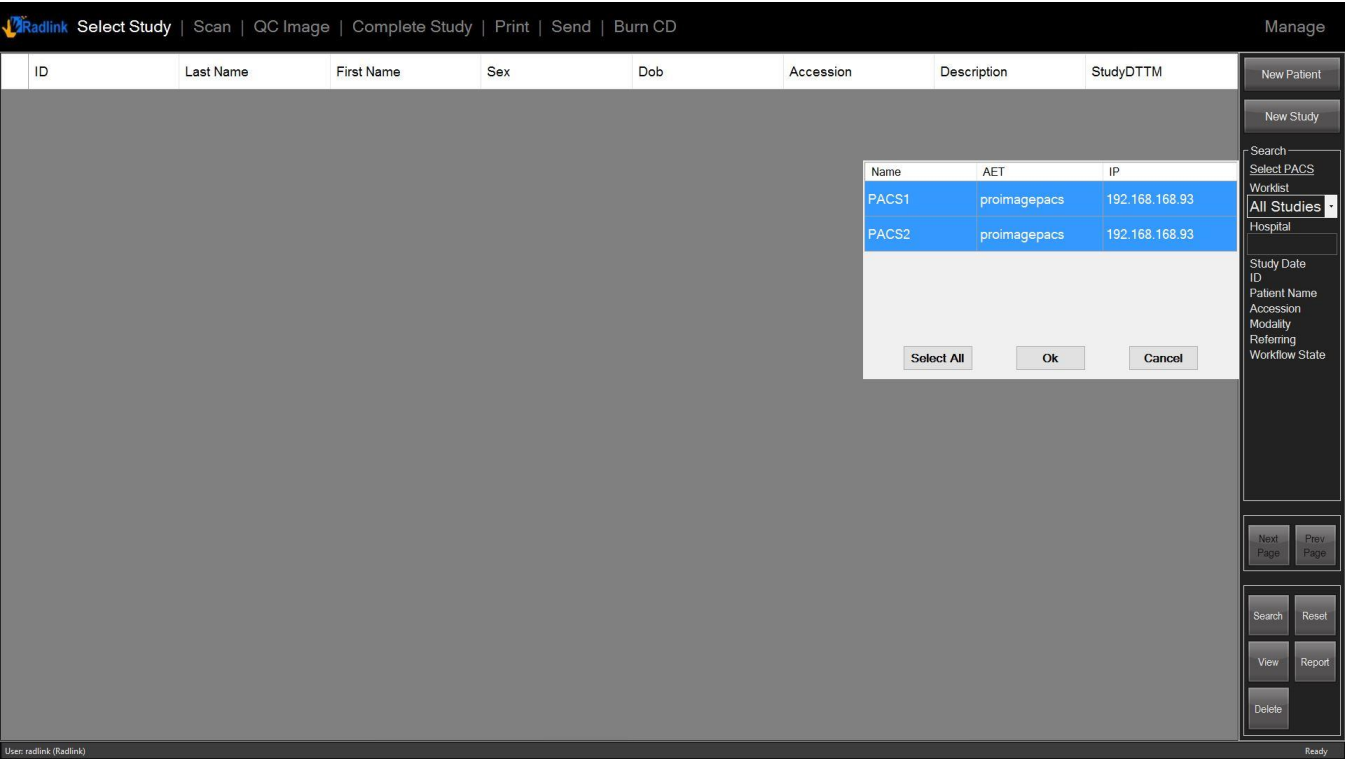 Radlink Select Study | Scan | QC Image | Complete Study | Print | Send | Burn CD Manage
ID Last Name First Name Sex Dob Accession Description StudyDTTM
New Patient
New Study
Search
Select PACS
Worklist
All Studies
Hospital
Study Date
ID
Patient Name
Accession
Modality
Referring
Workflow State
Name AET IP
PACS1 proimagepacs 192.168.168.93
PACS2 proimagepacs 192.168.168.93
Select All Ok Cancel
Next Page Prev Page
Search Reset
View Report
Delete
User: radlink (Radlink) Ready